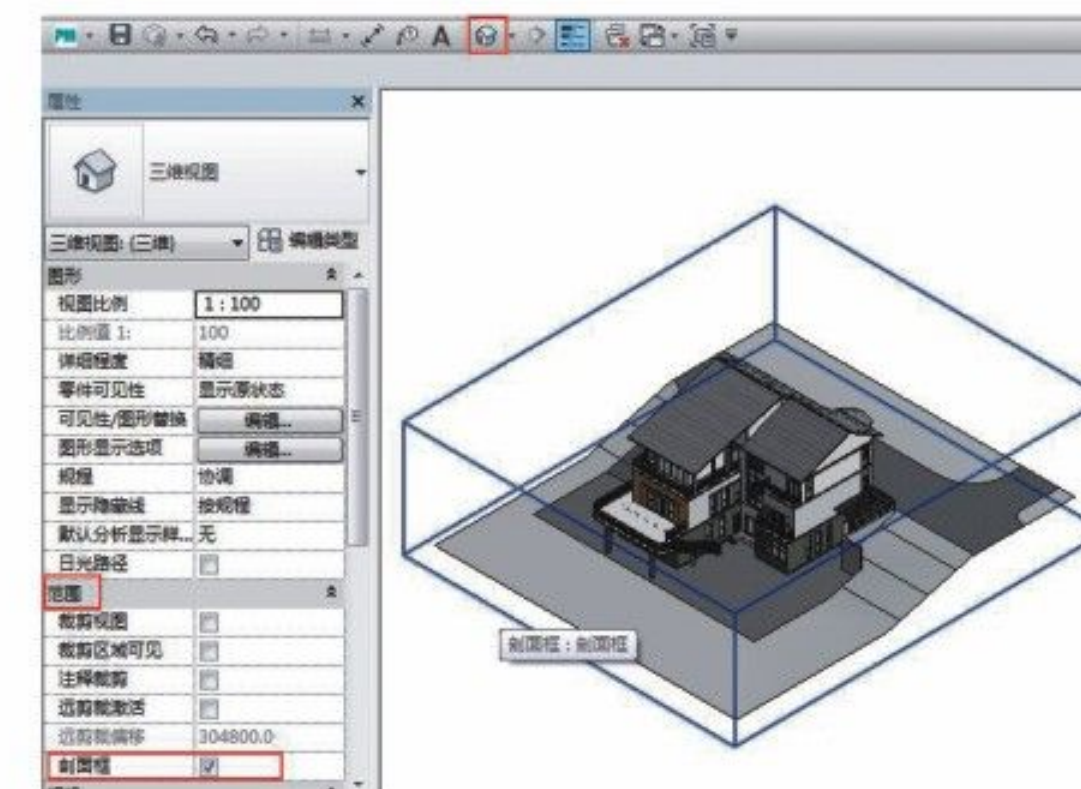 A
属性
三维视图
三维视图: (三维)
编辑类型
图形
视图比例 1 : 100
比例值 1: 100
详细程度 精细
零件可见性 显示原状态
可见性/图形替换 编辑...
图形显示选项 编辑...
规程 协调
显示隐藏线 按规程
默认分析显示样... 无
日光路径
范围
裁剪视图
裁剪区域可见
注释裁剪
远剪裁激活
远剪裁偏移 304800.0
剖面框
剖面框 : 剖面框